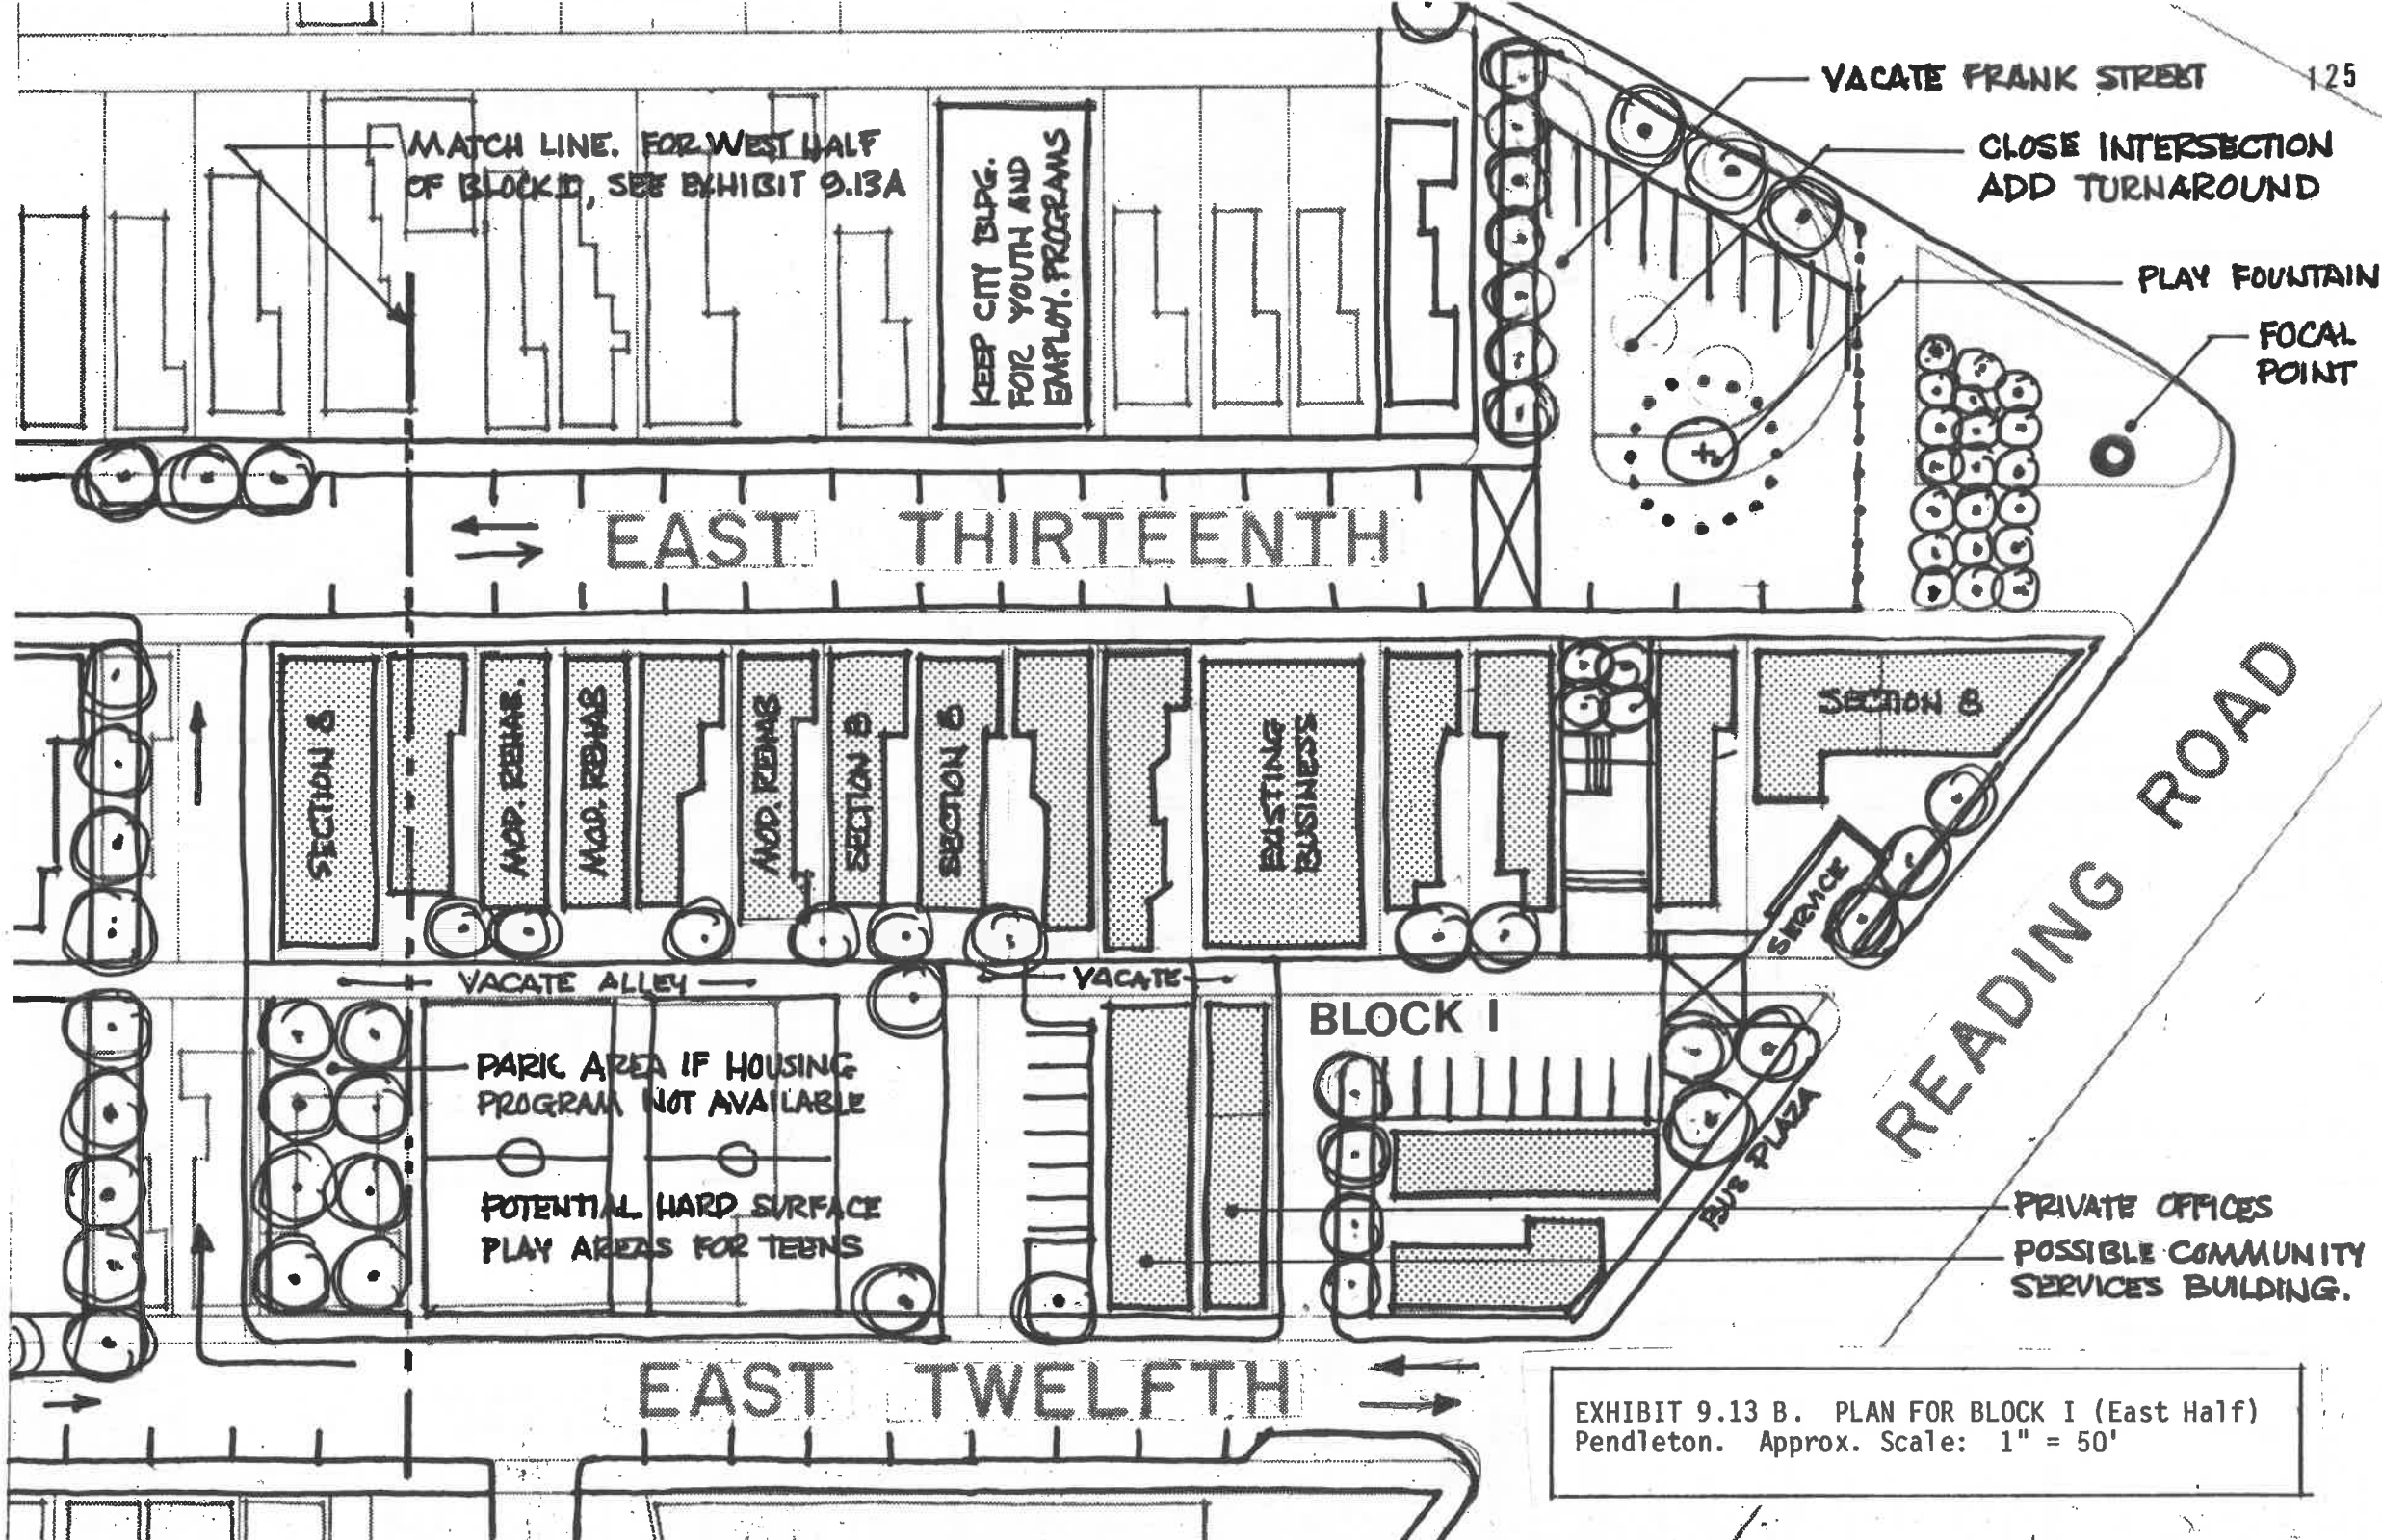 VACATE FRANK STREET
125
MATCH LINE. FOR WEST HALF
OF BLOCK I, SEE EXHIBIT 9.13A
KEEP CITY BLDG.
FOR YOUTH AND
EMPLOY. PROGRAMS
CLOSE INTERSECTION
ADD TURNAROUND
PLAY FOUNTAIN
FOCAL
POINT
EAST THIRTEENTH
SECTION 8
MOD. REHAB.
MOD. REHAB
MOD. REHAB
SECTION 8
SECTION 8
EXISTING
BUSINESS
SECTION 8
SERVICE
READING ROAD
VACATE ALLEY
VACATE
BLOCK I
PARK AREA IF HOUSING
PROGRAM NOT AVAILABLE
POTENTIAL HARD SURFACE
PLAY AREAS FOR TEENS
BUS PLAZA
PRIVATE OFFICES
POSSIBLE COMMUNITY
SERVICES BUILDING.
EAST TWELFTH
EXHIBIT 9.13 B. PLAN FOR BLOCK I (East Half)
Pendleton. Approx. Scale: 1" = 50'